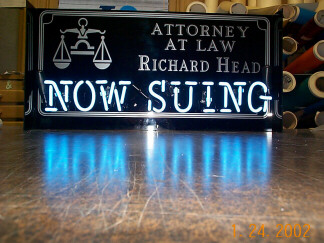 ATTORNEY
AT LAW
RICHARD HEAD
NOW SUING
1.24.2002